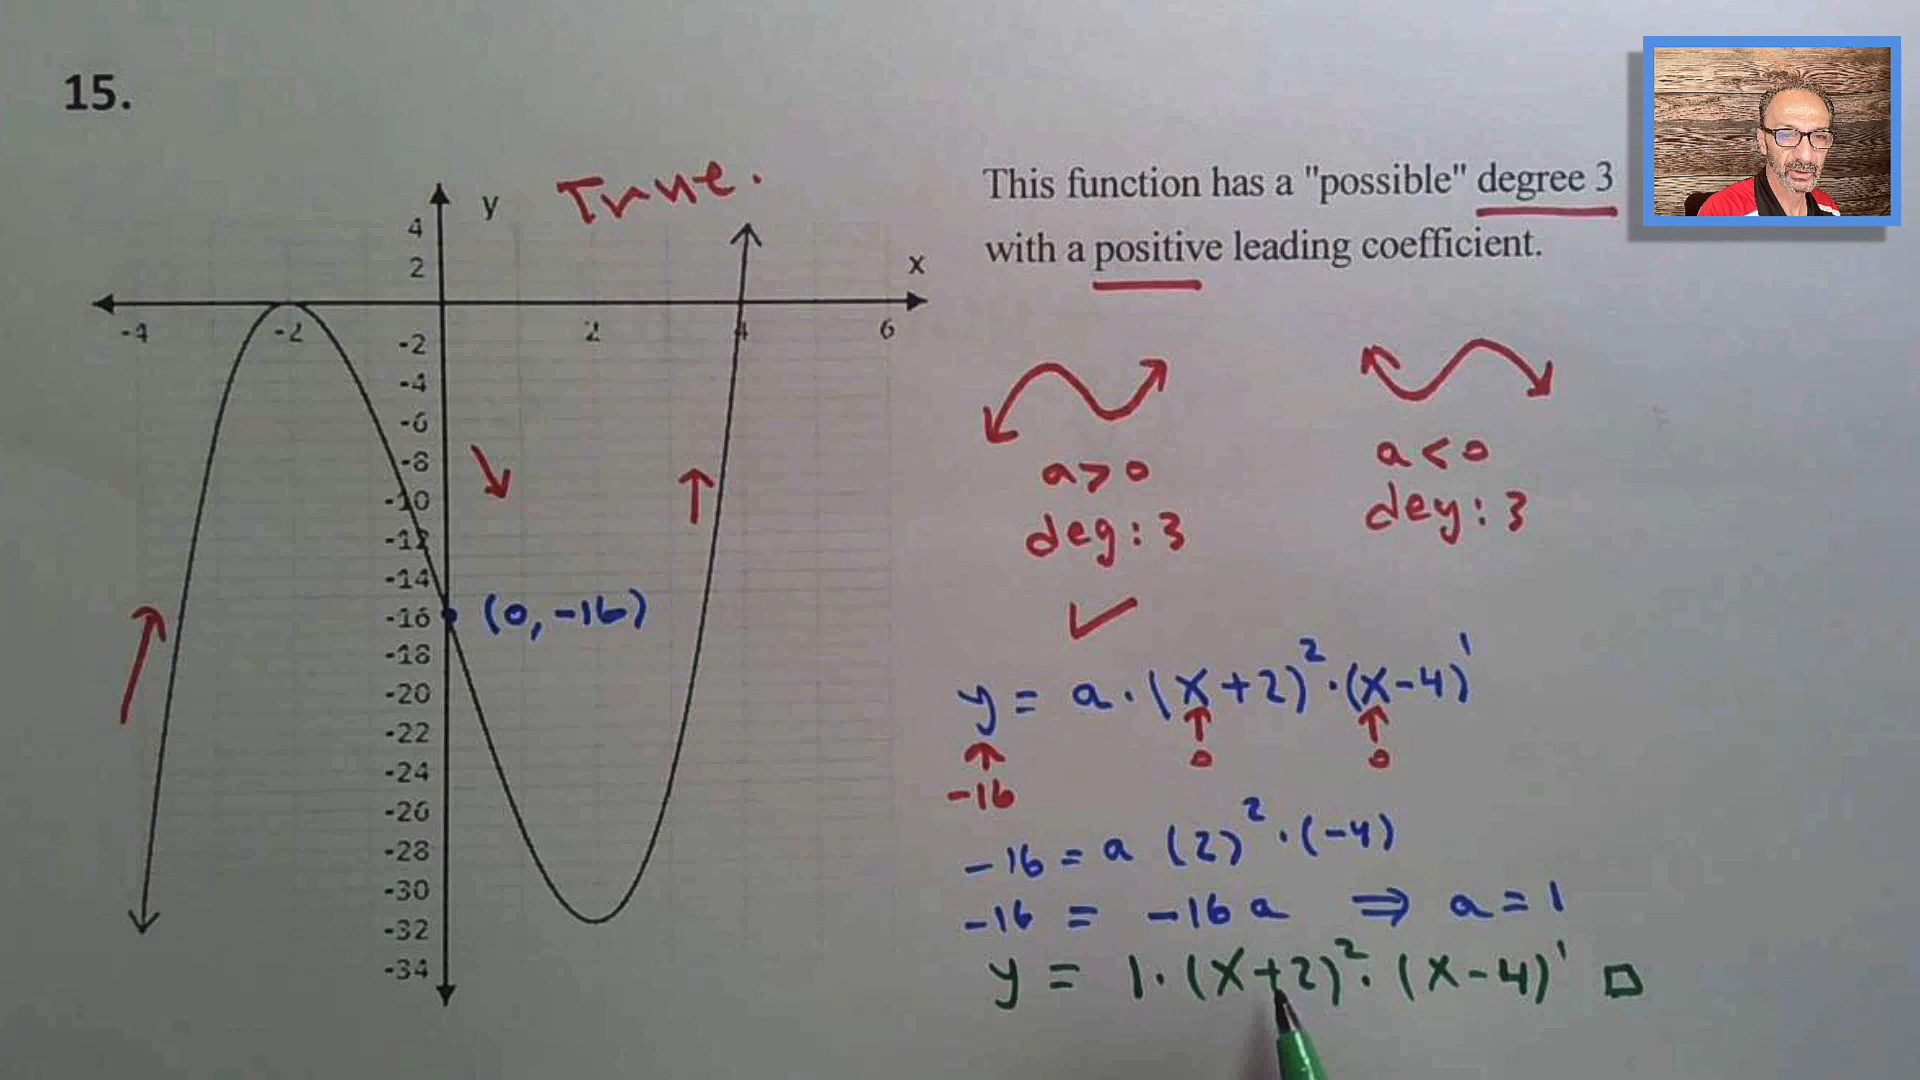 15.
True.
This function has a "possible" degree 3
with a positive leading coefficient.
y
x
4
2
-4
-2
2
4
6
-2
-4
-6
-8
-10
-12
-14
-16
-18
-20
-22
-24
-26
-28
-30
-32
-34
(0, -16)
a > 0
deg: 3
a < 0
deg: 3
y = a · (x+2)² · (x-4)¹
-16
0
0
-16 = a (2)² · (-4)
-16 = -16a ⇒ a = 1
y = 1 · (x+2)² · (x-4)¹